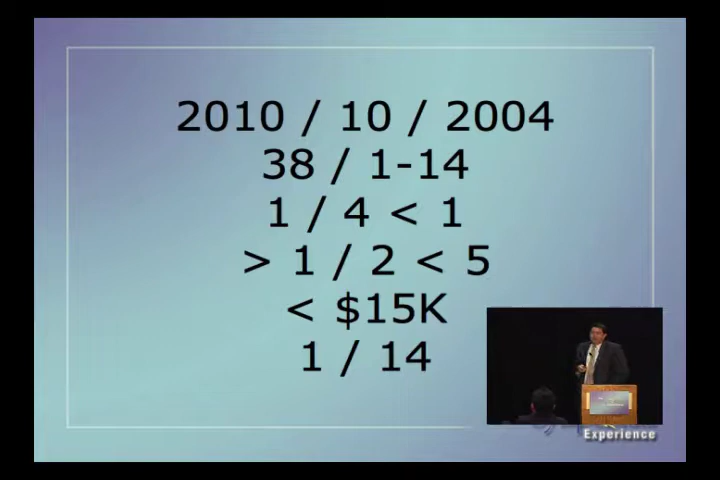 2010 / 10 / 2004
38 / 1-14
1 / 4 < 1
> 1 / 2 < 5
< $15K
1 / 14
Experience